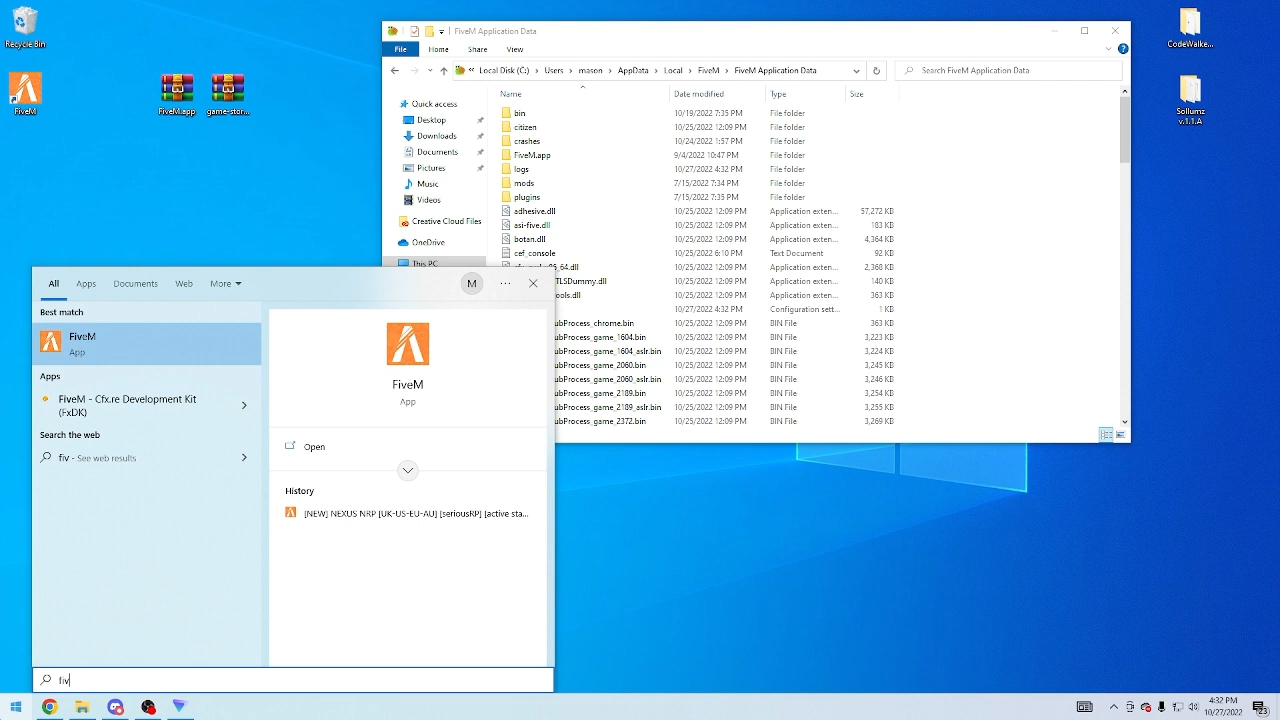 Recycle Bin
FiveM
FiveM.app
game-stor...
CodeWalke...
Sollumz
v.1.1.A
FiveM Application Data
File Home Share View
« Local Disk (C:) > Users > mason > AppData > Local > FiveM > FiveM Application Data
Search FiveM Application Data
Name Date modified Type Size
Quick access
Desktop
Downloads
Documents
Pictures
Music
Videos
Creative Cloud Files
OneDrive
This PC
bin 10/19/2022 7:35 PM File folder
citizen 10/25/2022 12:09 PM File folder
crashes 10/24/2022 1:57 PM File folder
FiveM.app 9/4/2022 10:47 PM File folder
logs 10/27/2022 4:32 PM File folder
mods 7/15/2022 7:34 PM File folder
plugins 7/15/2022 7:35 PM File folder
adhesive.dll 10/25/2022 12:09 PM Application exten... 57,272 KB
asi-five.dll 10/25/2022 12:09 PM Application exten... 183 KB
botan.dll 10/25/2022 12:09 PM Application exten... 4,364 KB
cef_console 10/25/2022 6:10 PM Text Document 92 KB
64.dll 10/25/2022 12:09 PM Application exten... 2,368 KB
TLSDummy.dll 10/25/2022 12:09 PM Application exten... 140 KB
ools.dll 10/25/2022 12:09 PM Application exten... 363 KB
10/27/2022 4:32 PM Configuration sett... 1 KB
ubProcess_chrome.bin 10/25/2022 12:09 PM BIN File 363 KB
ubProcess_game_1604.bin 10/25/2022 12:09 PM BIN File 3,223 KB
ubProcess_game_1604_aslr.bin 10/25/2022 12:09 PM BIN File 3,224 KB
ubProcess_game_2060.bin 10/25/2022 12:09 PM BIN File 3,245 KB
ubProcess_game_2060_aslr.bin 10/25/2022 12:09 PM BIN File 3,246 KB
ubProcess_game_2189.bin 10/25/2022 12:09 PM BIN File 3,254 KB
ubProcess_game_2189_aslr.bin 10/25/2022 12:09 PM BIN File 3,255 KB
ubProcess_game_2372.bin 10/25/2022 12:09 PM BIN File 3,269 KB
All Apps Documents Web More M ...
Best match
FiveM
App
Apps
FiveM - Cfx.re Development Kit
(FxDK)
Search the web
fiv - See web results
FiveM
App
Open
History
[NEW] NEXUS NRP [UK-US-EU-AU] [seriousRP] [active sta...
fiv
4:32 PM
10/27/2022
23